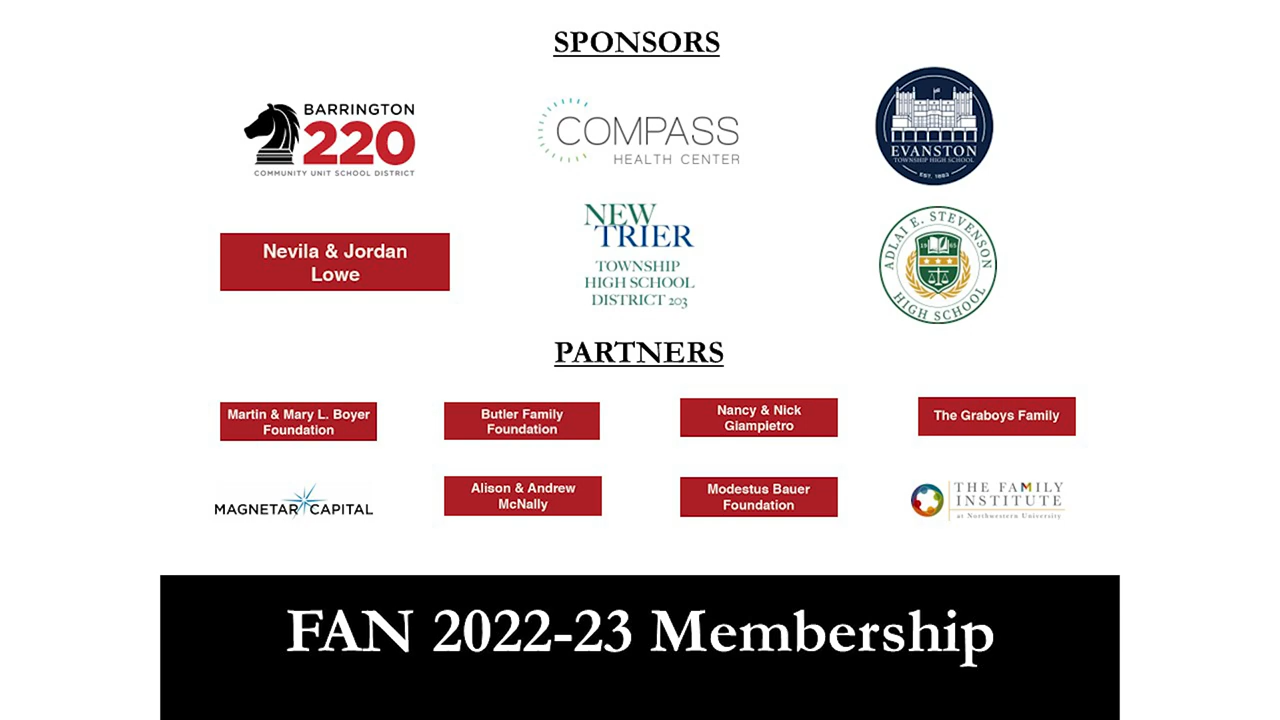 SPONSORS
BARRINGTON
220
COMMUNITY UNIT SCHOOL DISTRICT
COMPASS
HEALTH CENTER
EVANSTON
TOWNSHIP HIGH SCHOOL
EST. 1883
Nevila & Jordan
Lowe
NEW
TRIER
TOWNSHIP
HIGH SCHOOL
DISTRICT 203
ADLAI E. STEVENSON
1965
HIGH SCHOOL
PARTNERS
Martin & Mary L. Boyer
Foundation
Butler Family
Foundation
Nancy & Nick
Giampietro
The Graboys Family
MAGNETAR CAPITAL
Alison & Andrew
McNally
Modestus Bauer
Foundation
THE FAMILY
INSTITUTE
at Northwestern University
FAN 2022-23 Membership